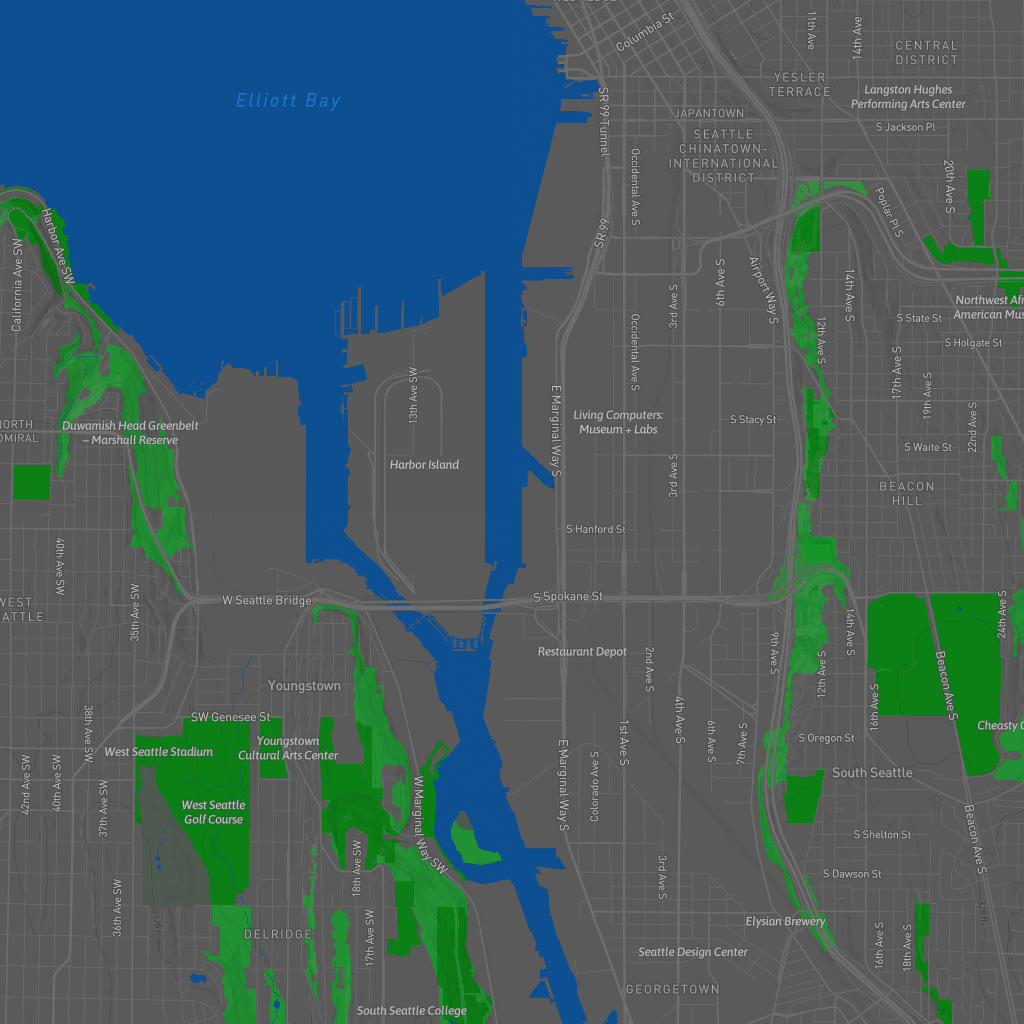 Columbia St
11th Ave
14th Ave
CENTRAL
DISTRICT
YESLER
TERRACE
Langston Hughes
Performing Arts Center
Elliott Bay
SR 99 Tunnel
JAPANTOWN
S Jackson Pl
SEATTLE
CHINATOWN-
INTERNATIONAL
DISTRICT
Occidental Ave S
20th Ave S
Poplar Pl S
Harbor Ave SW
California Ave SW
SR 99
6th Ave S
Airport Way S
14th Ave S
3rd Ave S
Northwest Afr
American Mus
S State St
12th Ave S
Occidental Ave S
S Holgate St
17th Ave S
19th Ave S
13th Ave SW
E Marginal Way S
Living Computers:
Museum + Labs
S Stacy St
22nd Ave S
Duwamish Head Greenbelt
– Marshall Reserve
S Waite St
Harbor Island
3rd Ave S
BEACON
HILL
S Hanford St
40th Ave SW
35th Ave SW
W Seattle Bridge
S Spokane St
24th Ave S
14th Ave S
9th Ave S
Restaurant Depot
2nd Ave S
12th Ave S
Beacon Ave S
Youngstown
16th Ave S
4th Ave S
SW Genesee St
38th Ave SW
1st Ave S
6th Ave S
7th Ave S
Cheasty G
S Oregon St
West Seattle Stadium
Youngstown
Cultural Arts Center
42nd Ave SW
40th Ave SW
E Marginal Way S
Colorado Ave S
South Seattle
37th Ave SW
West Seattle
Golf Course
W Marginal Way SW
Beacon Ave S
S Shelton St
18th Ave SW
3rd Ave S
S Dawson St
36th Ave SW
328 ft
328 ft
17th Ave SW
Elysian Brewery
DELRIDGE
16th Ave S
18th Ave S
Seattle Design Center
GEORGETOWN
South Seattle College